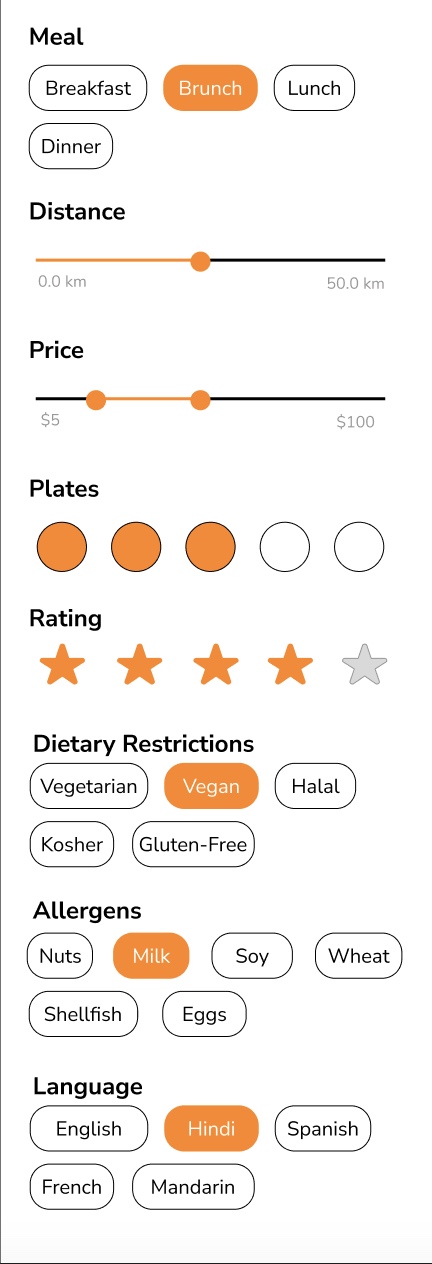 Meal
Breakfast Brunch Lunch
Dinner
Distance
0.0 km 50.0 km
Price
$5 $100
Plates
Rating
Dietary Restrictions
Vegetarian Vegan Halal
Kosher Gluten-Free
Allergens
Nuts Milk Soy Wheat
Shellfish Eggs
Language
English Hindi Spanish
French Mandarin